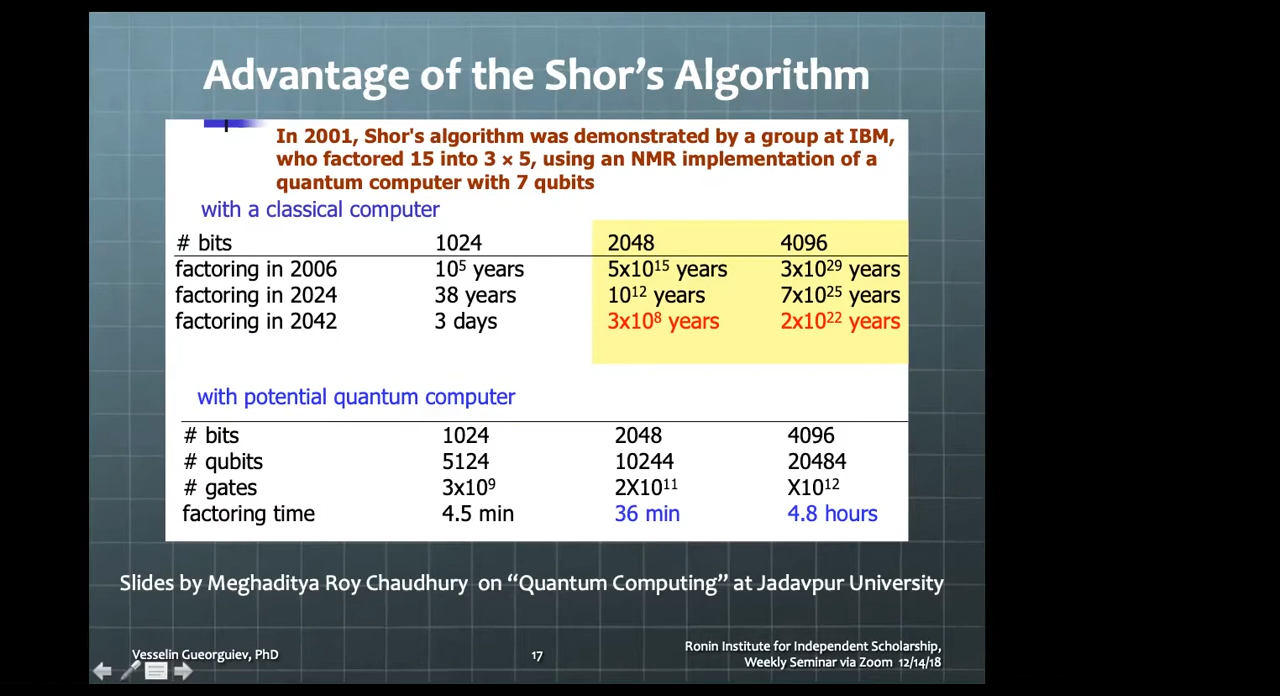 Advantage of the Shor's Algorithm
In 2001, Shor's algorithm was demonstrated by a group at IBM,
who factored 15 into 3 × 5, using an NMR implementation of a
quantum computer with 7 qubits
with a classical computer
# bits 1024 2048 4096
factoring in 2006 10⁵ years 5x10¹⁵ years 3x10²⁹ years
factoring in 2024 38 years 10¹² years 7x10²⁵ years
factoring in 2042 3 days 3x10⁸ years 2x10²² years
with potential quantum computer
# bits 1024 2048 4096
# qubits 5124 10244 20484
# gates 3x10⁹ 2X10¹¹ X10¹²
factoring time 4.5 min 36 min 4.8 hours
Slides by Meghaditya Roy Chaudhury on “Quantum Computing” at Jadavpur University
Vesselin Gueorguiev, PhD
17
Ronin Institute for Independent Scholarship,
Weekly Seminar via Zoom 12/14/18